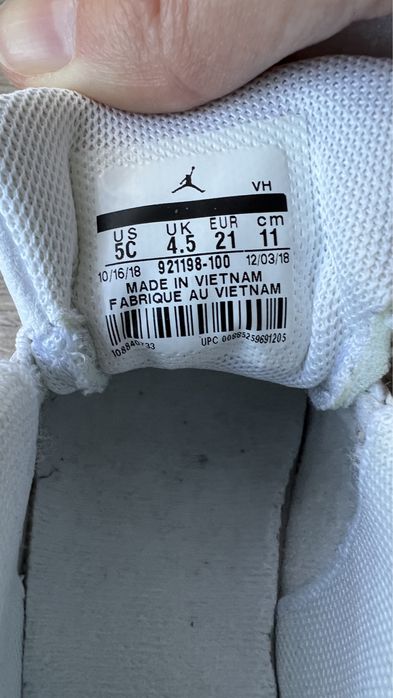 VH
US UK EUR cm
5C 4.5 21 11
10/16/18 921198-100 12/03/18
MADE IN VIETNAM
FABRIQUE AU VIETNAM
UPC 00885259691205